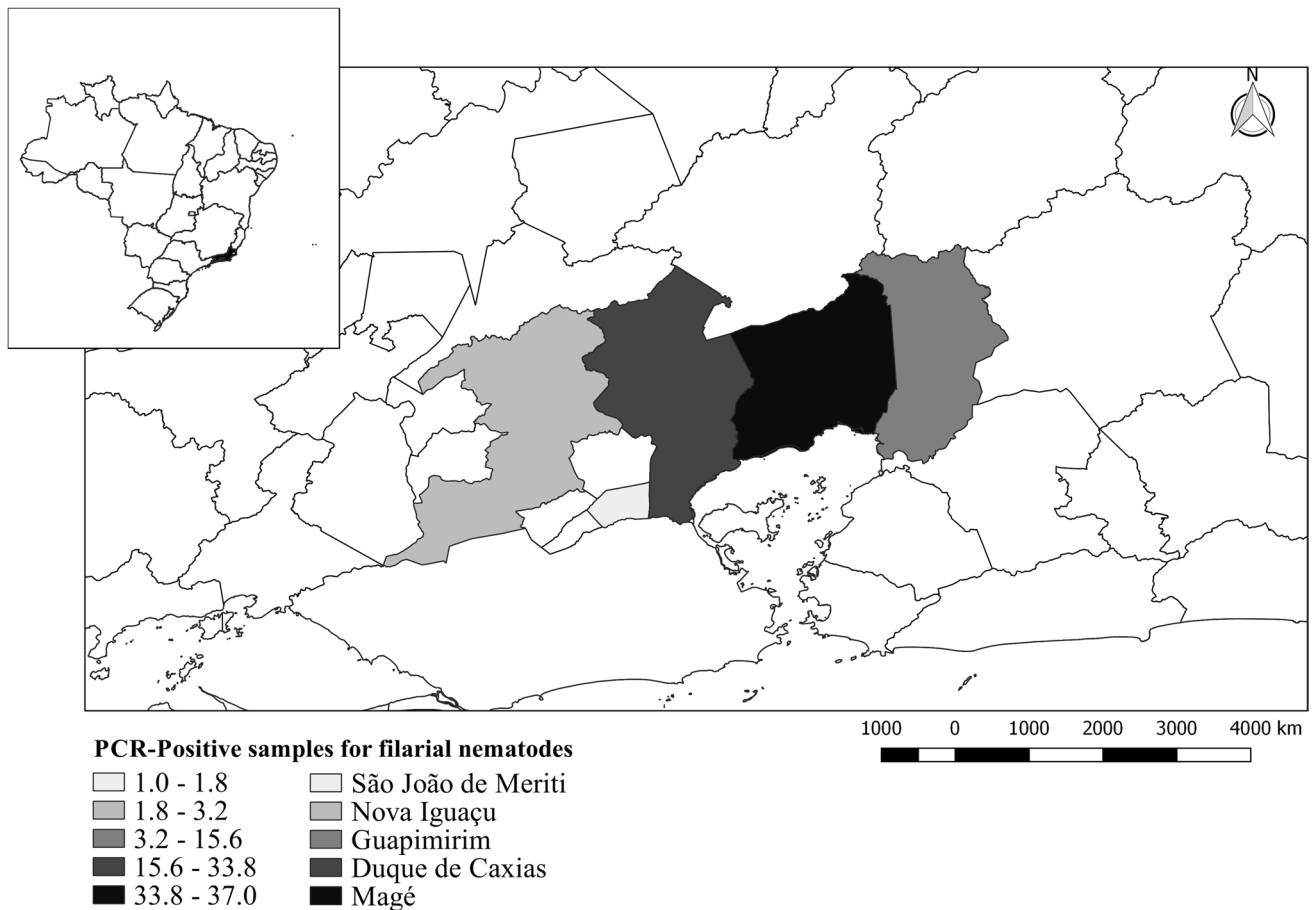 N
1000 0 1000 2000 3000 4000 km
PCR-Positive samples for filarial nematodes
1.0 - 1.8 São João de Meriti
1.8 - 3.2 Nova Iguaçu
3.2 - 15.6 Guapimirim
15.6 - 33.8 Duque de Caxias
33.8 - 37.0 Magé